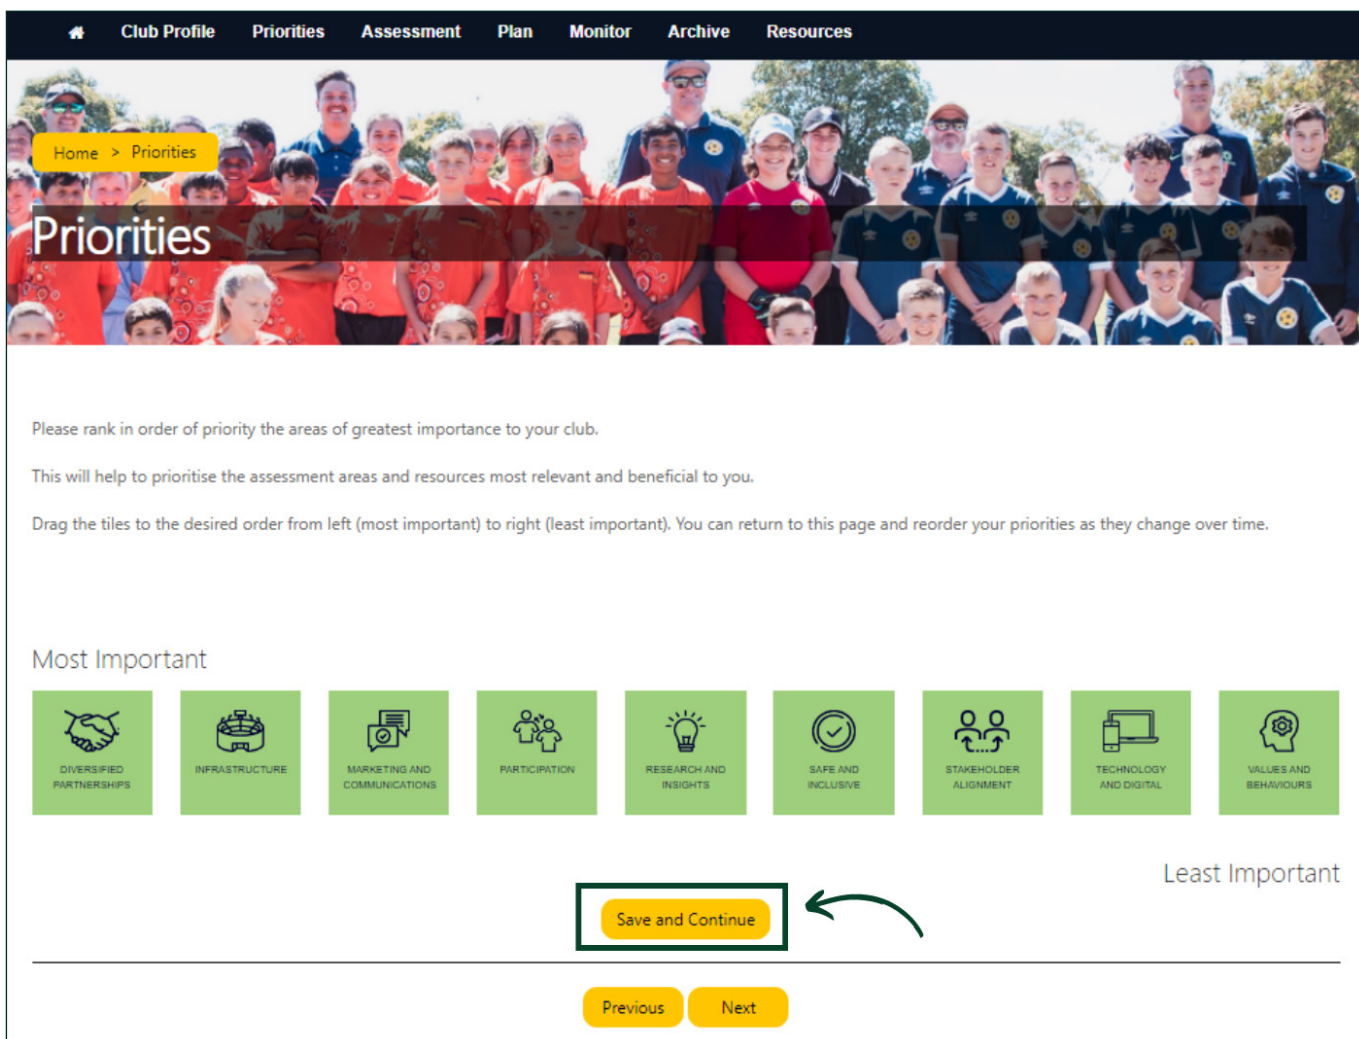 Club Profile Priorities Assessment Plan Monitor Archive Resources
Home > Priorities
Priorities
Please rank in order of priority the areas of greatest importance to your club.
This will help to prioritise the assessment areas and resources most relevant and beneficial to you.
Drag the tiles to the desired order from left (most important) to right (least important). You can return to this page and reorder your priorities as they change over time.
Most Important
DIVERSIFIED
PARTNERSHIPS
INFRASTRUCTURE
MARKETING AND
COMMUNICATIONS
PARTICIPATION
RESEARCH AND
INSIGHTS
SAFE AND
INCLUSIVE
STAKEHOLDER
ALIGNMENT
TECHNOLOGY
AND DIGITAL
VALUES AND
BEHAVIOURS
Least Important
Save and Continue
Previous Next